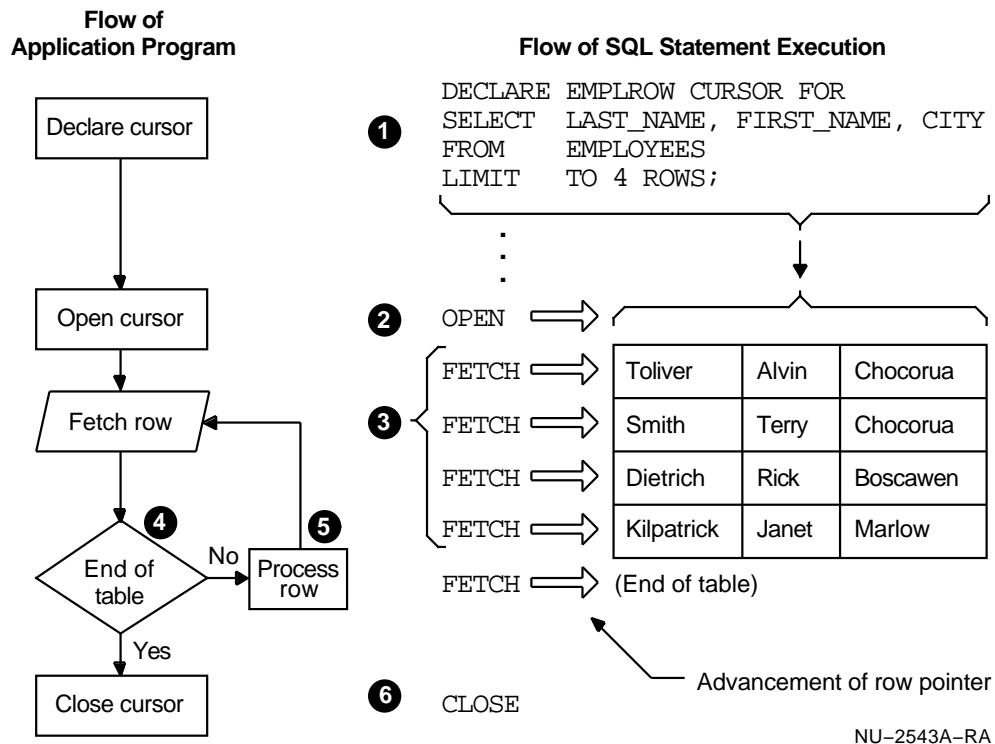 Flow of
Application Program
Declare cursor
Open cursor
Fetch row
4
End of
table
No
5
Process
row
Yes
Close cursor
Flow of SQL Statement Execution
1
DECLARE EMPLROW CURSOR FOR
SELECT LAST_NAME, FIRST_NAME, CITY
FROM EMPLOYEES
LIMIT TO 4 ROWS;
.
.
.
2 OPEN
3
FETCH Toliver Alvin Chocorua
FETCH Smith Terry Chocorua
FETCH Dietrich Rick Boscawen
FETCH Kilpatrick Janet Marlow
FETCH (End of table)
Advancement of row pointer
6 CLOSE
NU–2543A–RA